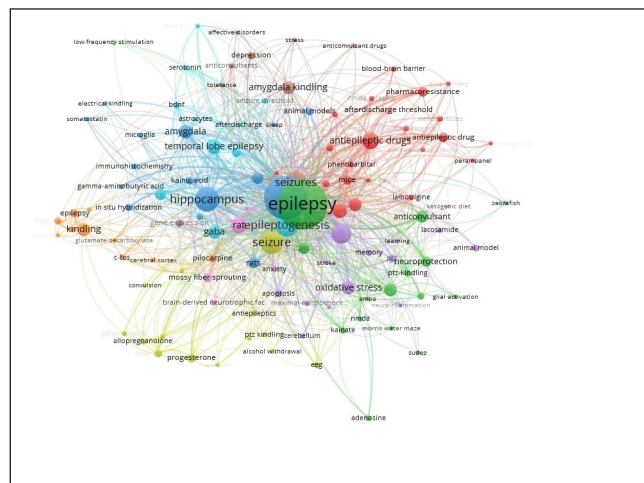 affective disorders
stress
low-frequency stimulation
depression
anticonvulsants
anticonvulsant drugs
serotonin
blood-brain barrier
tolerance
amygdala kindling
pharmacoresistance
seizure threshold
nmda receptor
electrical kindling
bdnf
afterdischarge threshold
animal models
somatostatin
astrocytes
afterdischarge
sleep
microglia
amygdala
antiepileptic drugs
antiepileptic drug
temporal lobe epilepsy
immunohistochemistry
phenobarbital
perampanel
kainic acid
mice
gamma-aminobutyric acid
seizures
hippocampus
lamotrigine
zebrafish
in situ hybridization
epilepsy
ketogenic diet
epilepsy
gene expression
anticonvulsant
kindling
gaba
ratepileptogenesis
lacosamide
glutamate decarboxylase
seizure
learning
animal model
c-fos
cerebral cortex
rats
stroke
memory
neuroprotection
pilocarpine
anxiety
ptz-kindling
mossy fiber sprouting
convulsion
apoptosis
oxidative stress
glial activation
brain-derived neurotrophic fac.
maximal electroshock
ampa
antiepileptics
nmda
kainate
morris water maze
allopregnanolone
ptz kindling
cerebellum
alcohol withdrawal
sudep
progesterone
eeg
adenosine